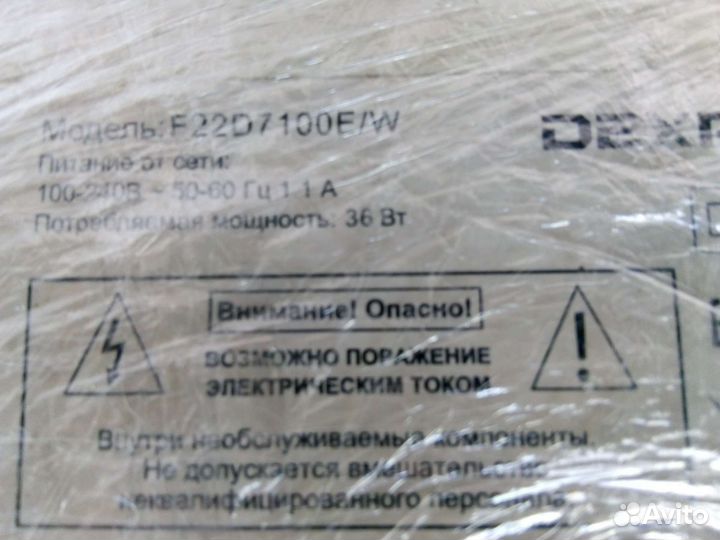 Модель: F22D7100E/W
DEX
Питание от сети:
100-240В ~ 50-60 Гц 1.1 А
Потребляемая мощность: 36 Вт
Внимание! Опасно!
ВОЗМОЖНО ПОРАЖЕНИЕ
ЭЛЕКТРИЧЕСКИМ ТОКОМ
Внутри необслуживаемые компоненты.
Не допускается вмешательство
неквалифицированного персонала.
Avito